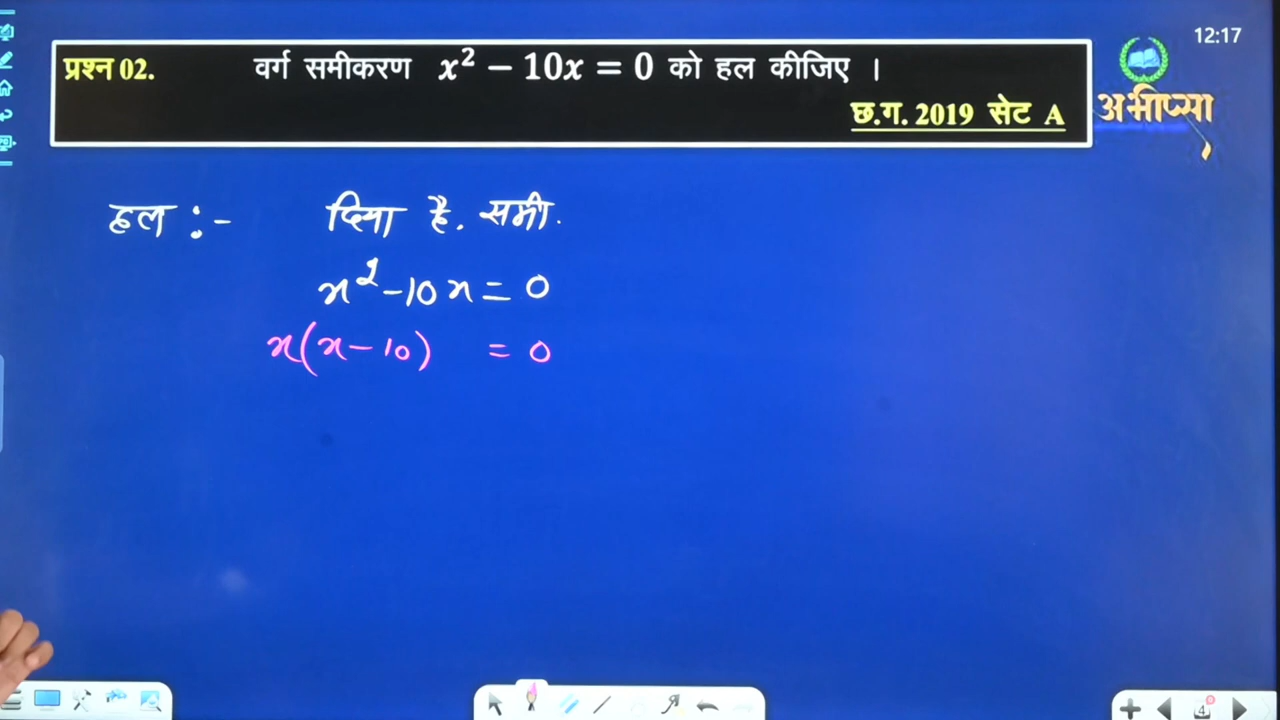 12:17
प्रश्न 02. वर्ग समीकरण x² − 10x = 0 को हल कीजिए ।
छ.ग. 2019 सेट A
अभीप्सा
हल :- दिया है. समी.
x² - 10x = 0
x(x - 10) = 0
4